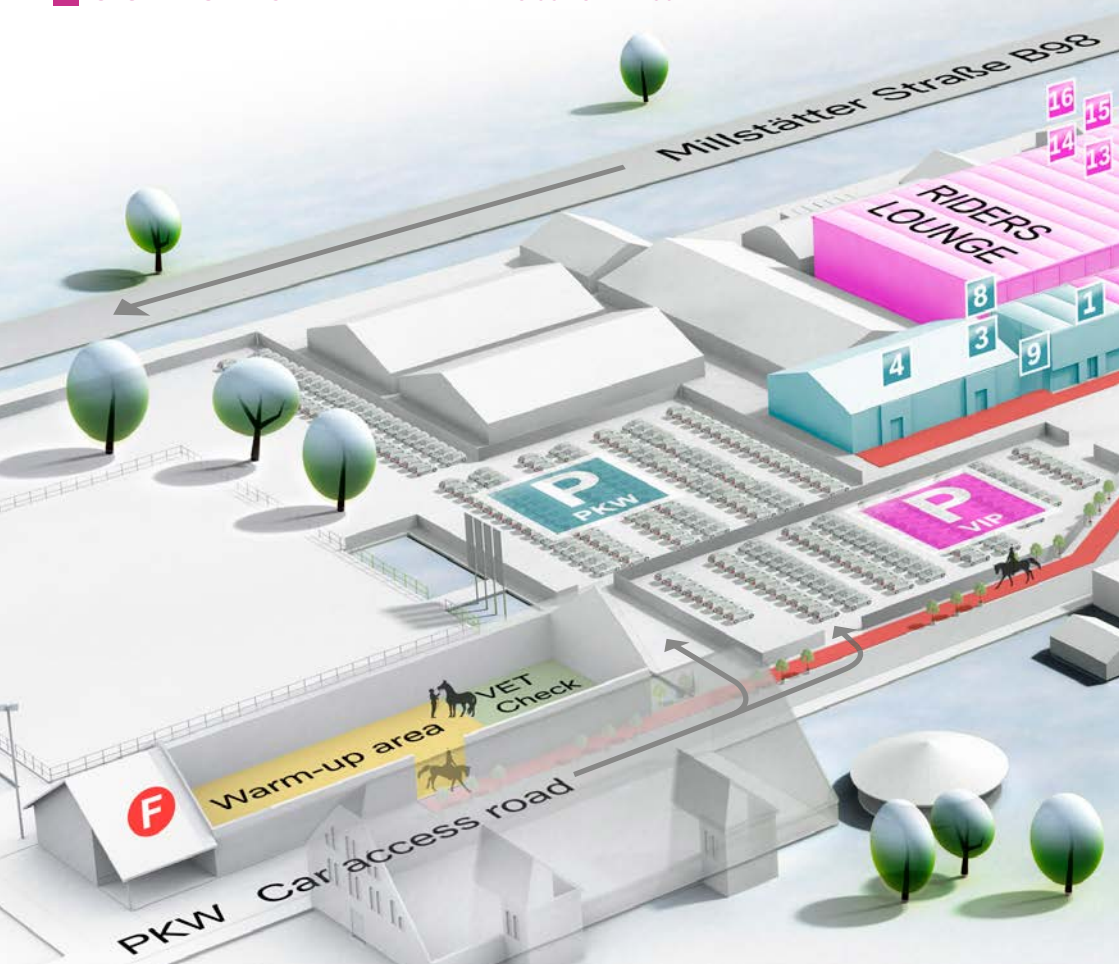 Millstätter Straße B98
16
15
14
13
RIDERS
LOUNGE
8
1
3
9
4
P
PKW
P
VIP
VET
Check
Warm-up area
F
PKW Car access road